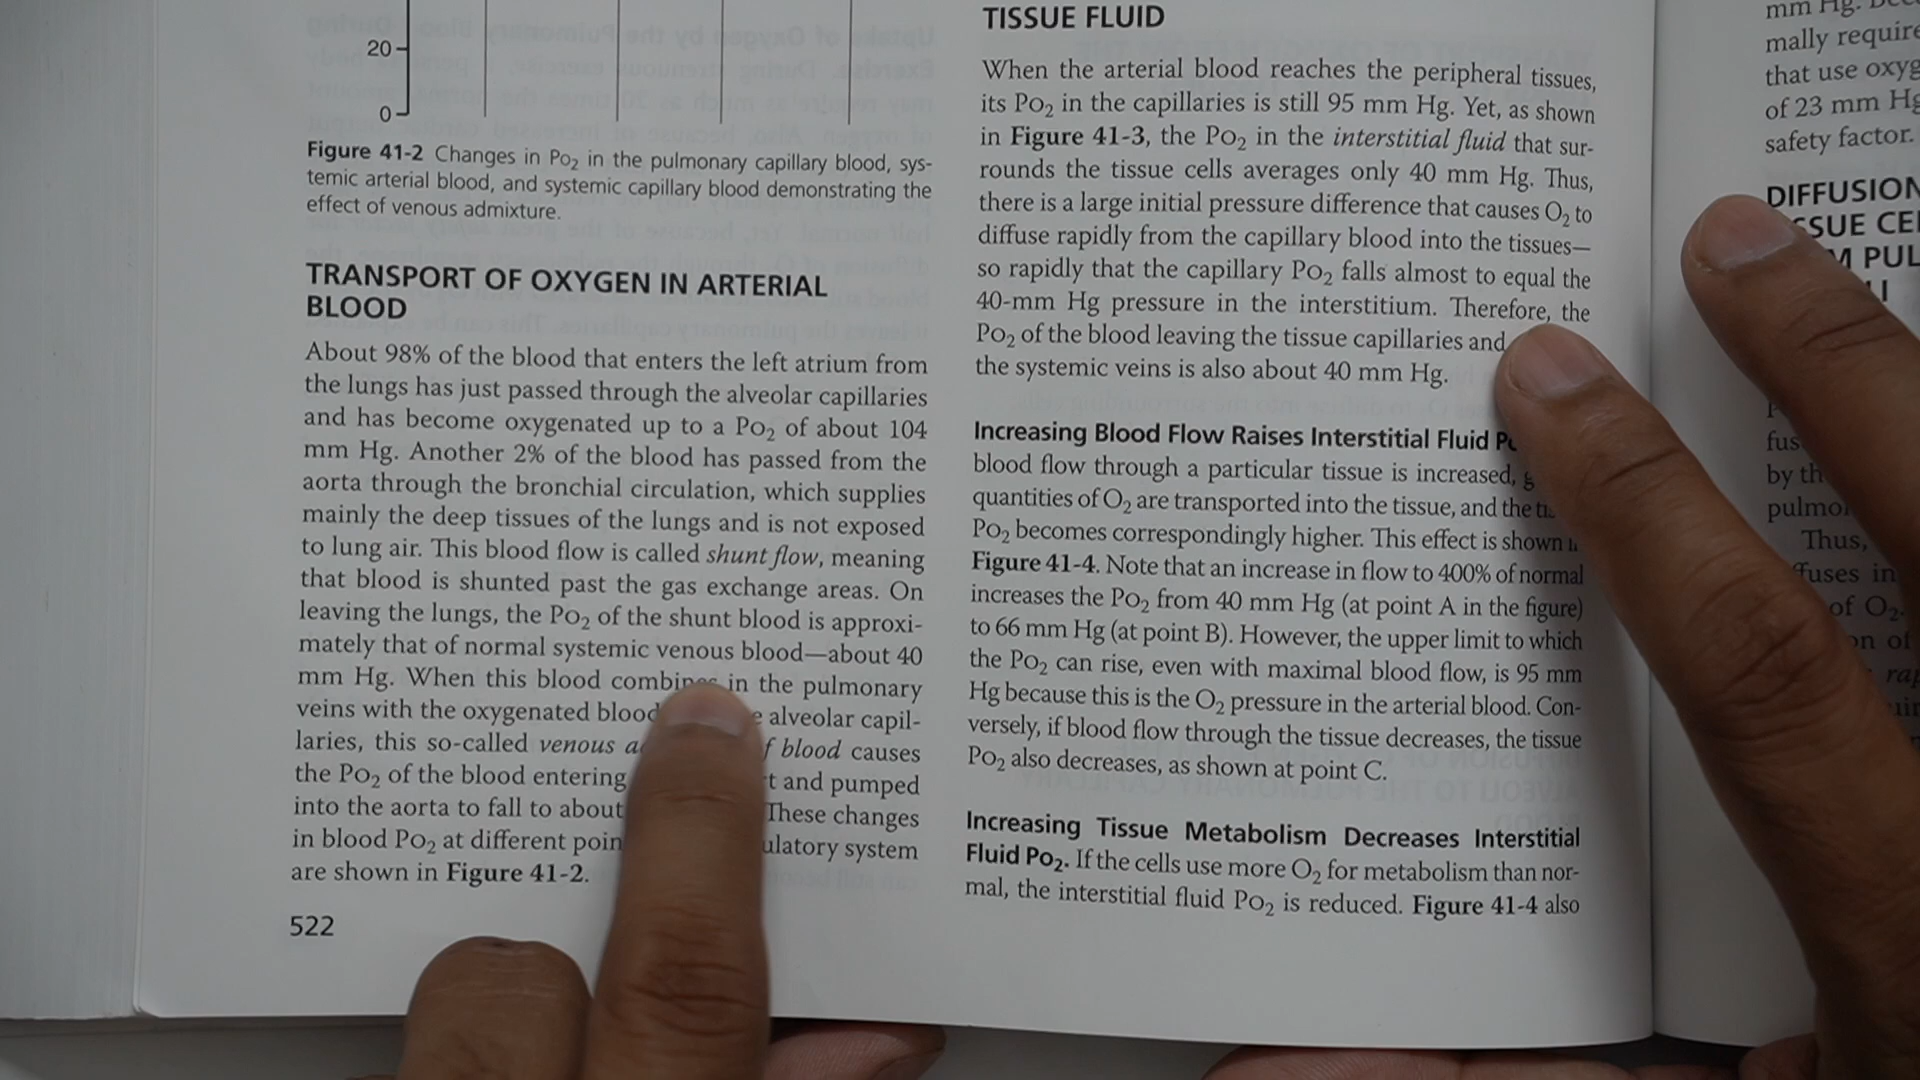 20
0
Figure 41-2 Changes in Po2 in the pulmonary capillary blood, sys-
temic arterial blood, and systemic capillary blood demonstrating the
effect of venous admixture.
TRANSPORT OF OXYGEN IN ARTERIAL
BLOOD
About 98% of the blood that enters the left atrium from
the lungs has just passed through the alveolar capillaries
and has become oxygenated up to a Po2 of about 104
mm Hg. Another 2% of the blood has passed from the
aorta through the bronchial circulation, which supplies
mainly the deep tissues of the lungs and is not exposed
to lung air. This blood flow is called shunt flow, meaning
that blood is shunted past the gas exchange areas. On
leaving the lungs, the Po2 of the shunt blood is approxi-
mately that of normal systemic venous blood—about 40
mm Hg. When this blood combines in the pulmonary
veins with the oxygenated blood alveolar capil-
laries, this so-called venous blood causes
the Po2 of the blood entering and pumped
into the aorta to fall to about These changes
in blood Po2 at different system
are shown in Figure 41-2.
522
TISSUE FLUID
When the arterial blood reaches the peripheral tissues,
its Po2 in the capillaries is still 95 mm Hg. Yet, as shown
in Figure 41-3, the Po2 in the interstitial fluid that sur-
rounds the tissue cells averages only 40 mm Hg. Thus,
there is a large initial pressure difference that causes O2 to
diffuse rapidly from the capillary blood into the tissues—
so rapidly that the capillary Po2 falls almost to equal the
40-mm Hg pressure in the interstitium. Therefore, the
Po2 of the blood leaving the tissue capillaries and
the systemic veins is also about 40 mm Hg.
Increasing Blood Flow Raises Interstitial Fluid
blood flow through a particular tissue is increased,
quantities of O2 are transported into the tissue, and the
Po2 becomes correspondingly higher. This effect is shown
Figure 41-4. Note that an increase in flow to 400% of normal
increases the Po2 from 40 mm Hg (at point A in the figure)
to 66 mm Hg (at point B). However, the upper limit to which
the Po2 can rise, even with maximal blood flow, is 95 mm
Hg because this is the O2 pressure in the arterial blood. Con-
versely, if blood flow through the tissue decreases, the tissue
Po2 also decreases, as shown at point C.
Increasing Tissue Metabolism Decreases Interstitial
Fluid Po2. If the cells use more O2 for metabolism than nor-
mal, the interstitial fluid Po2 is reduced. Figure 41-4 also
mm Hg.
mally require
that use
of 23 mm Hg
safety factor.
DIFFUSION
by
Thus,
of O2.
of